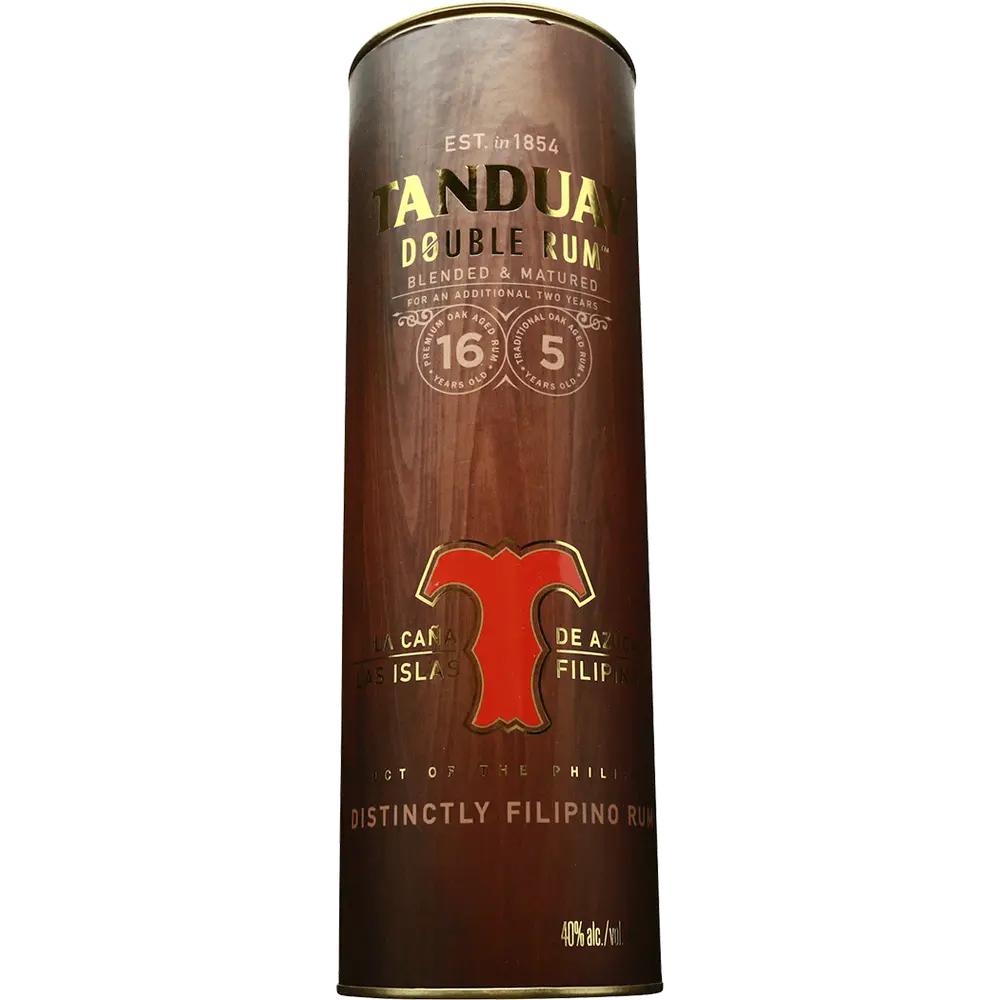 EST. in 1854
TANDUAY
DOUBLE RUM™
BLENDED & MATURED
FOR AN ADDITIONAL TWO YEARS
PREMIUM OAK AGED RUM
16
YEARS OLD
TRADITIONAL OAK AGED RUM
5
YEARS OLD
LA CAÑA DE AZÚC
LAS ISLAS FILIPIN
UCT OF THE PHILI
DISTINCTLY FILIPINO RUM
40% alc./vol.